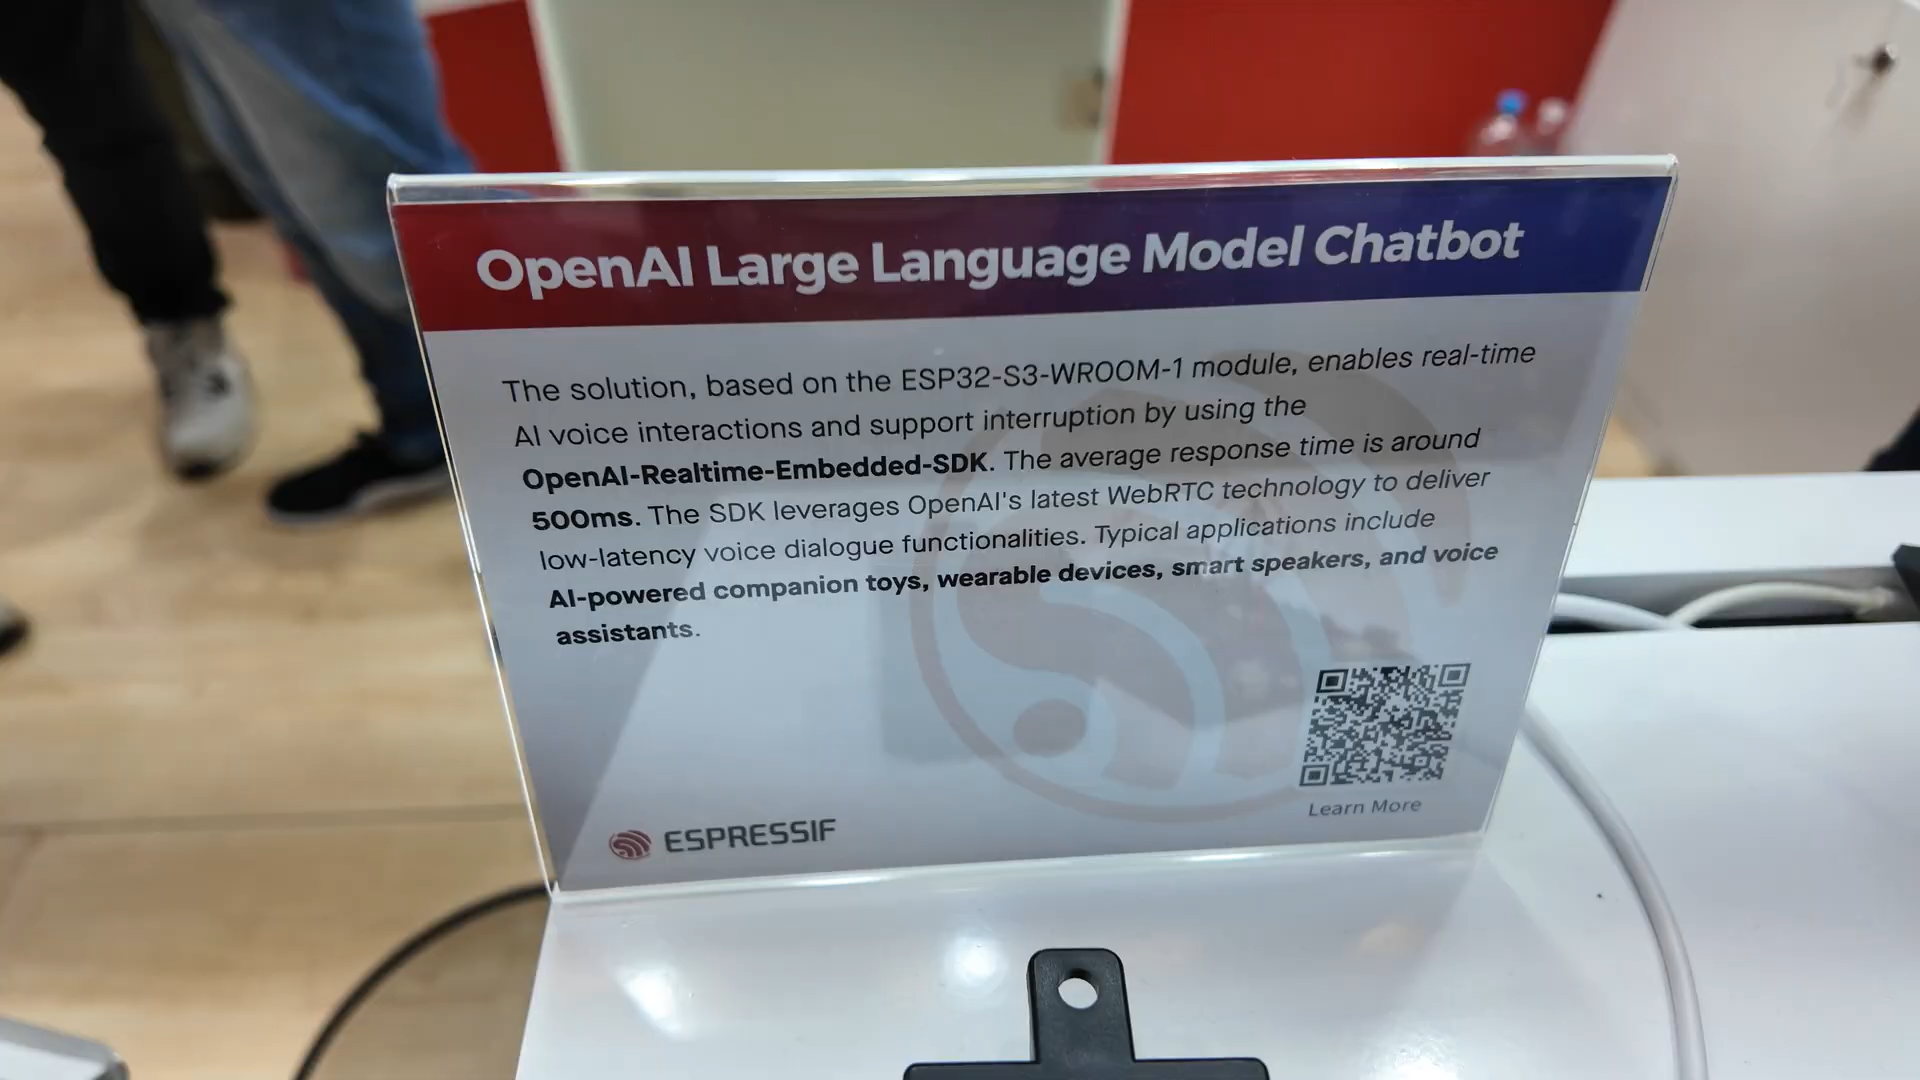 OpenAI Large Language Model Chatbot
The solution, based on the ESP32-S3-WROOM-1 module, enables real-time
AI voice interactions and support interruption by using the
OpenAI-Realtime-Embedded-SDK. The average response time is around
500ms. The SDK leverages OpenAI's latest WebRTC technology to deliver
low-latency voice dialogue functionalities. Typical applications include
AI-powered companion toys, wearable devices, smart speakers, and voice
assistants.
Learn More
ESPRESSIF